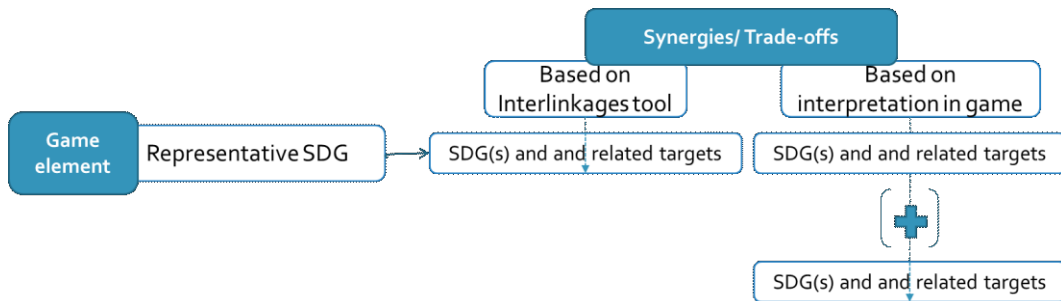 Synergies/ Trade-offs
Based on
Interlinkages tool
Based on
interpretation in game
Game
element
Representative SDG
SDG(s) and and related targets
SDG(s) and and related targets
SDG(s) and and related targets